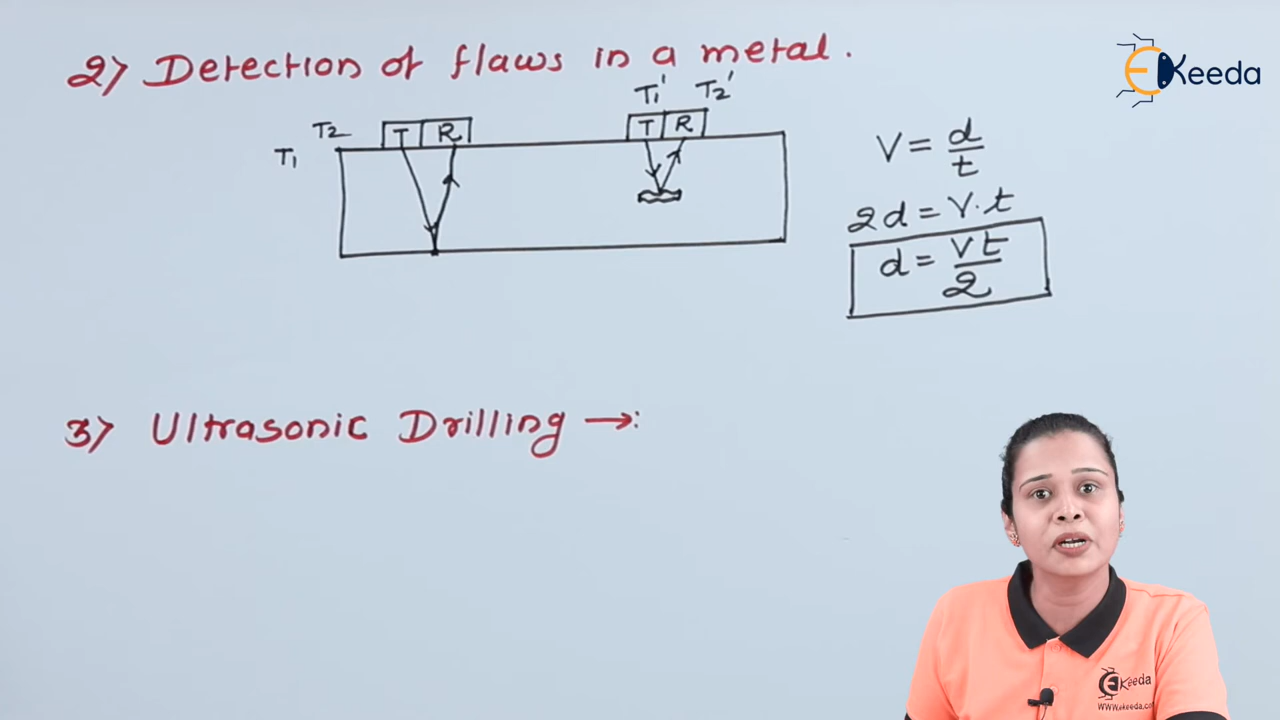 2) Detection of flaws in a metal.
EKeeda
T1' T2'
T2 T R T R
T1
V = d/t
2d = V.t
d = Vt/2
3) Ultrasonic Drilling →:
EKeeda
www.ekeeda.com